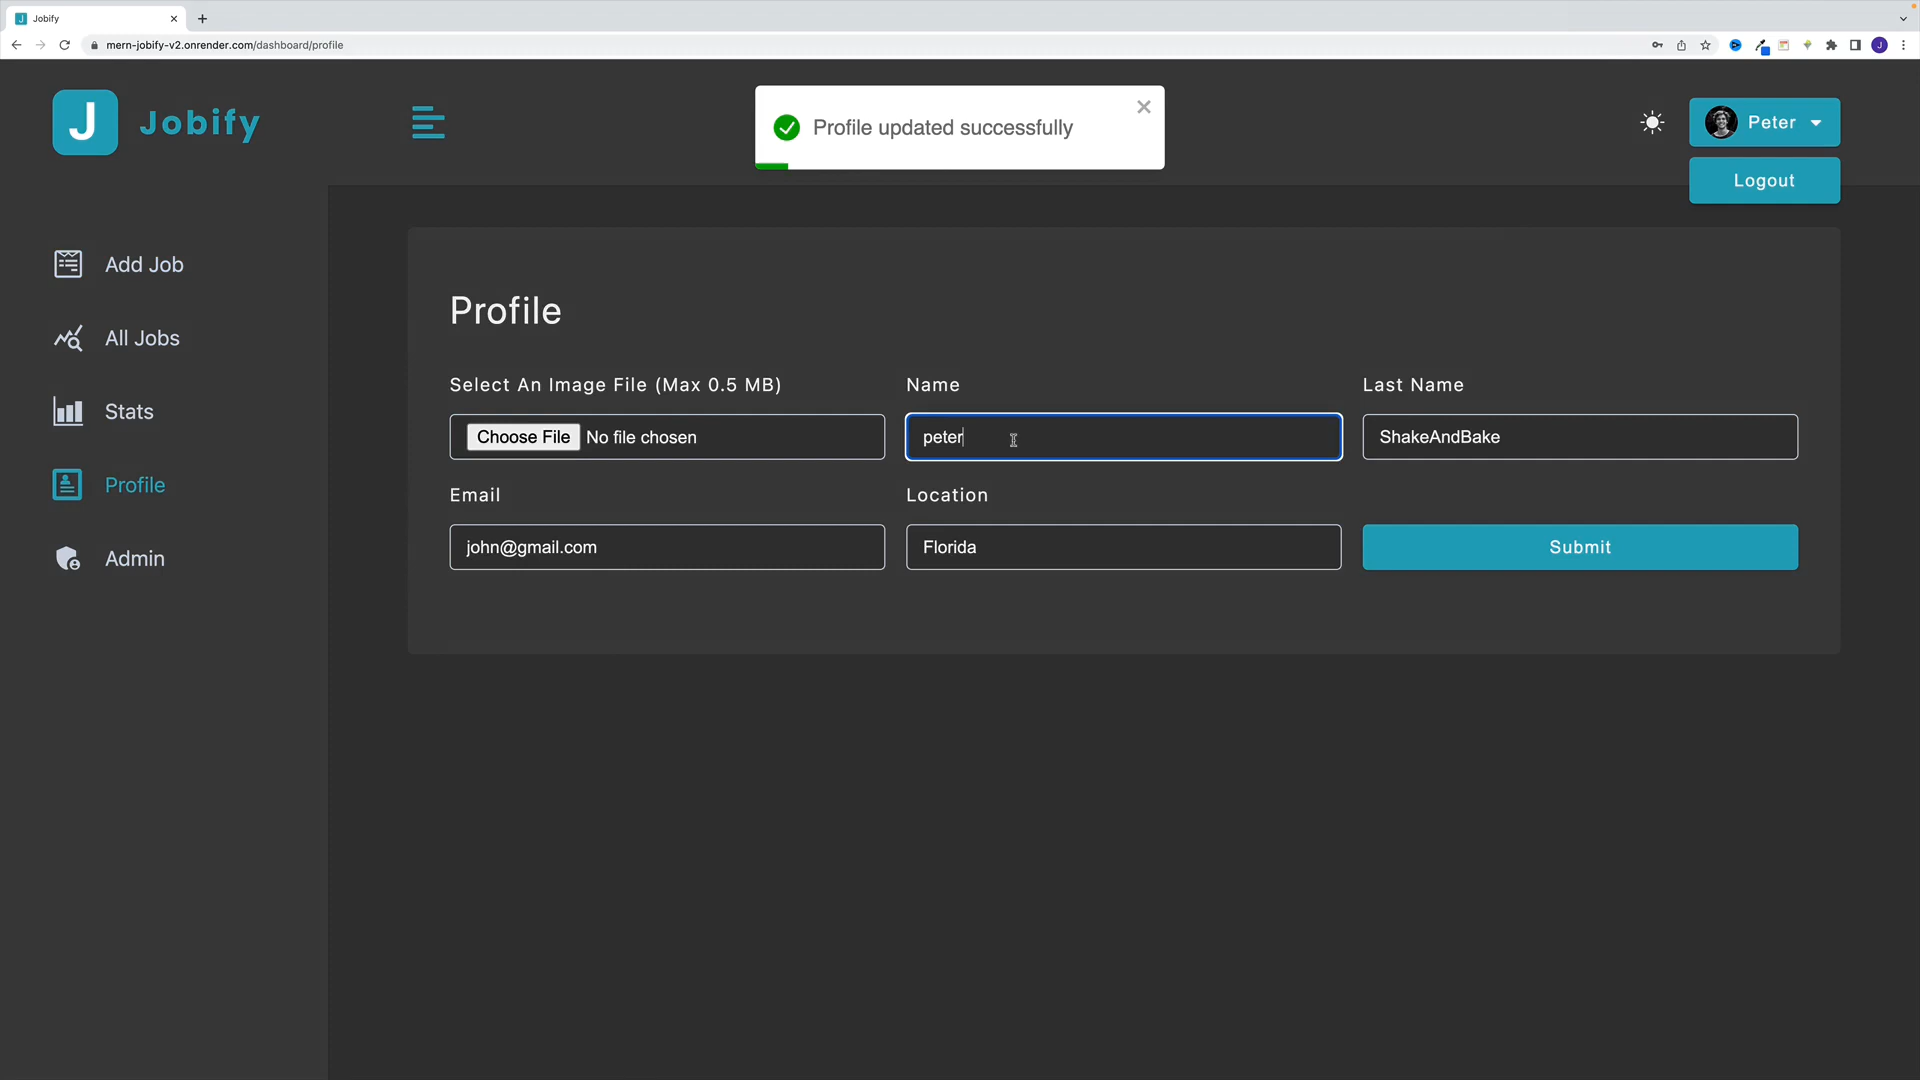 Jobify
mern-jobify-v2.onrender.com/dashboard/profile
J
J Jobify
Profile updated successfully
Peter
Logout
Add Job
All Jobs
Stats
Profile
Admin
Profile
Select An Image File (Max 0.5 MB)
Name
Last Name
Choose File No file chosen
peter
ShakeAndBake
Email
Location
john@gmail.com
Florida
Submit